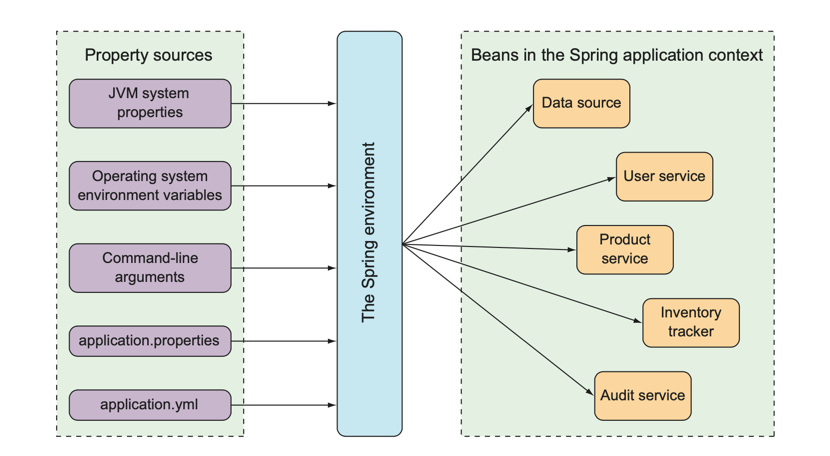 Property sources
JVM system
properties
Operating system
environment variables
Command-line
arguments
application.properties
application.yml
The Spring environment
Beans in the Spring application context
Data source
User service
Product
service
Inventory
tracker
Audit service